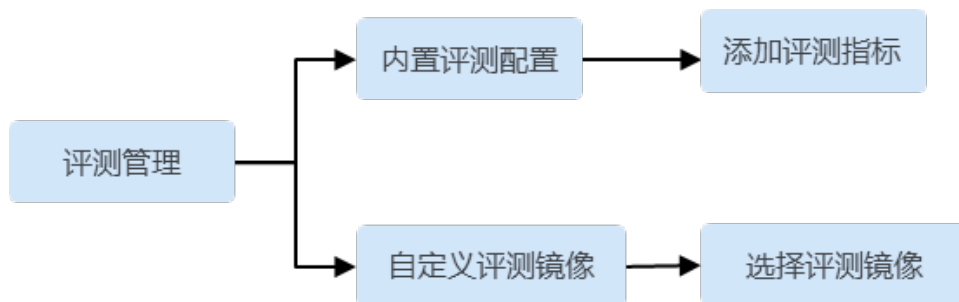 内置评测配置
添加评测指标
评测管理
自定义评测镜像
选择评测镜像